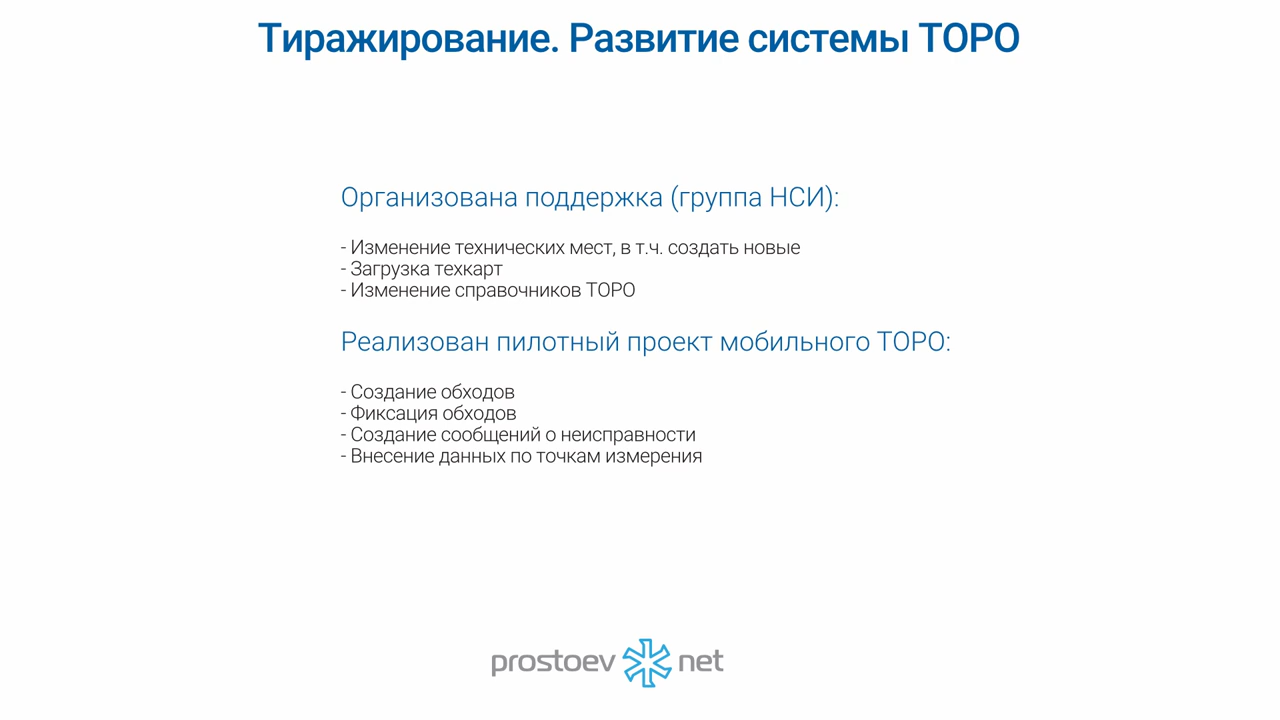 Тиражирование. Развитие системы ТОРО
Организована поддержка (группа НСИ):
- Изменение технических мест, в т.ч. создать новые
- Загрузка техкарт
- Изменение справочников ТОРО
Реализован пилотный проект мобильного ТОРО:
- Создание обходов
- Фиксация обходов
- Создание сообщений о неисправности
- Внесение данных по точкам измерения
prostoev net